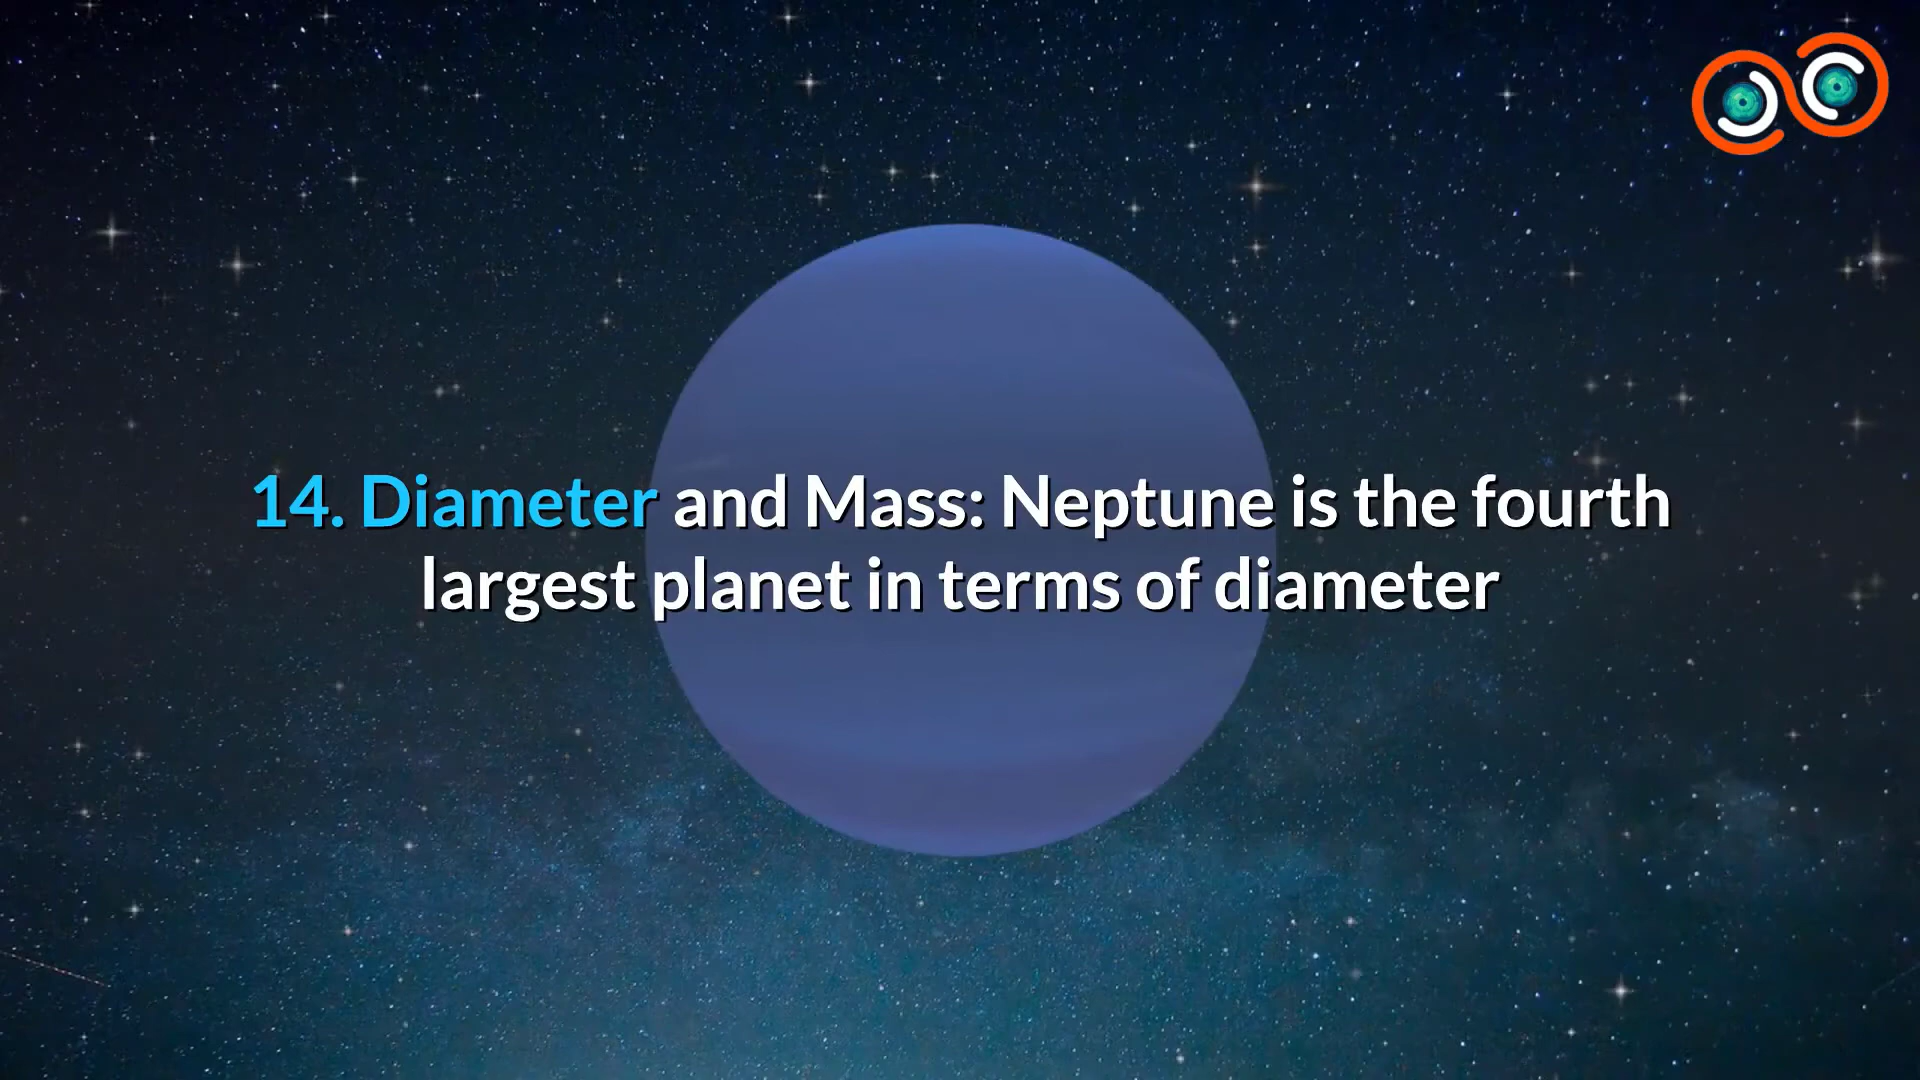 14. Diameter and Mass: Neptune is the fourth
largest planet in terms of diameter